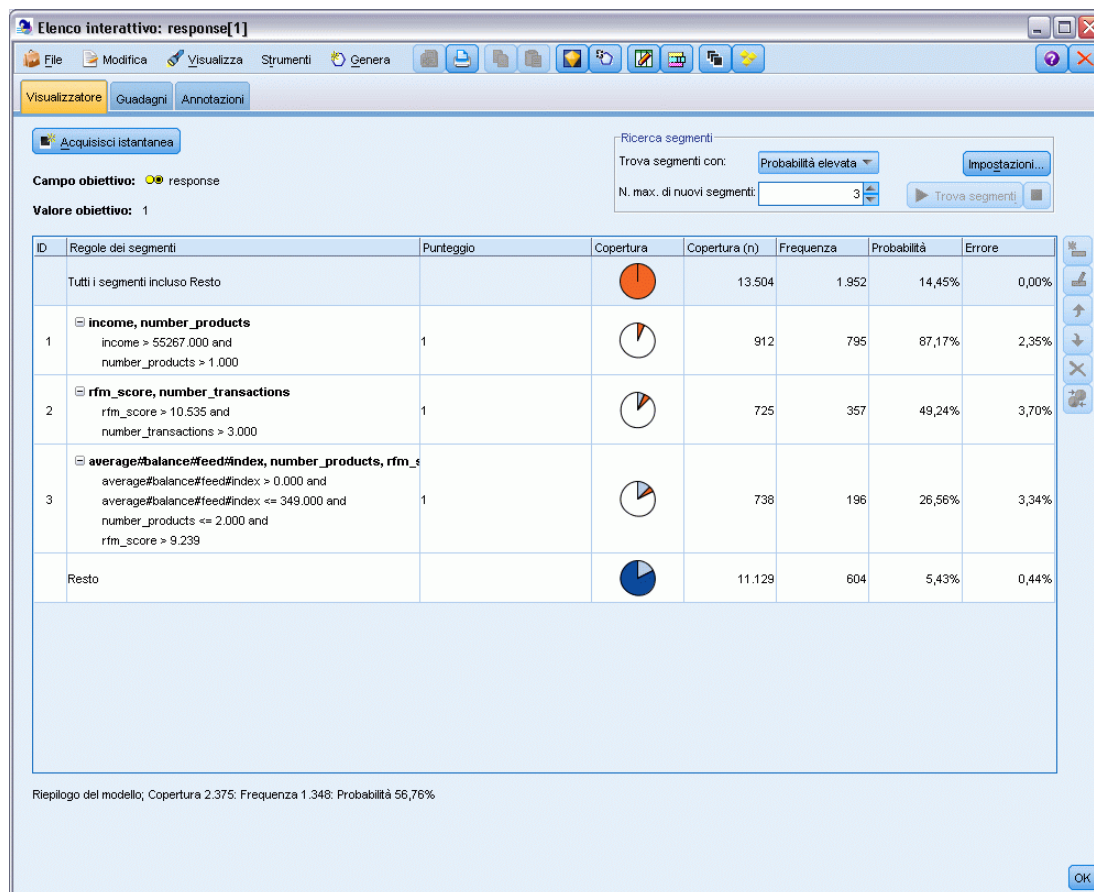 Elenco interattivo: response[1]
File Modifica Visualizza Strumenti Genera
Visualizzatore Guadagni Annotazioni
Acquisisci istantanea
Campo obiettivo: response
Valore obiettivo: 1
Ricerca segmenti
Trova segmenti con: Probabilità elevata Impostazioni...
N. max. di nuovi segmenti: 3 Trova segmenti
ID Regole dei segmenti Punteggio Copertura Copertura (n) Frequenza Probabilità Errore
Tutti i segmenti incluso Resto 13.504 1.952 14,45% 0,00%
income, number_products
income > 55267.000 and
1 1 912 795 87,17% 2,35%
number_products > 1.000
rfm_score, number_transactions
rfm_score > 10.535 and
2 1 725 357 49,24% 3,70%
number_transactions > 3.000
average#balance#feed#index, number_products, rfm_s
average#balance#feed#index > 0.000 and
average#balance#feed#index <= 349.000 and
3 1 738 196 26,56% 3,34%
number_products <= 2.000 and
rfm_score > 9.239
Resto 11.129 604 5,43% 0,44%
Riepilogo del modello; Copertura 2.375: Frequenza 1.348: Probabilità 56,76%
OK